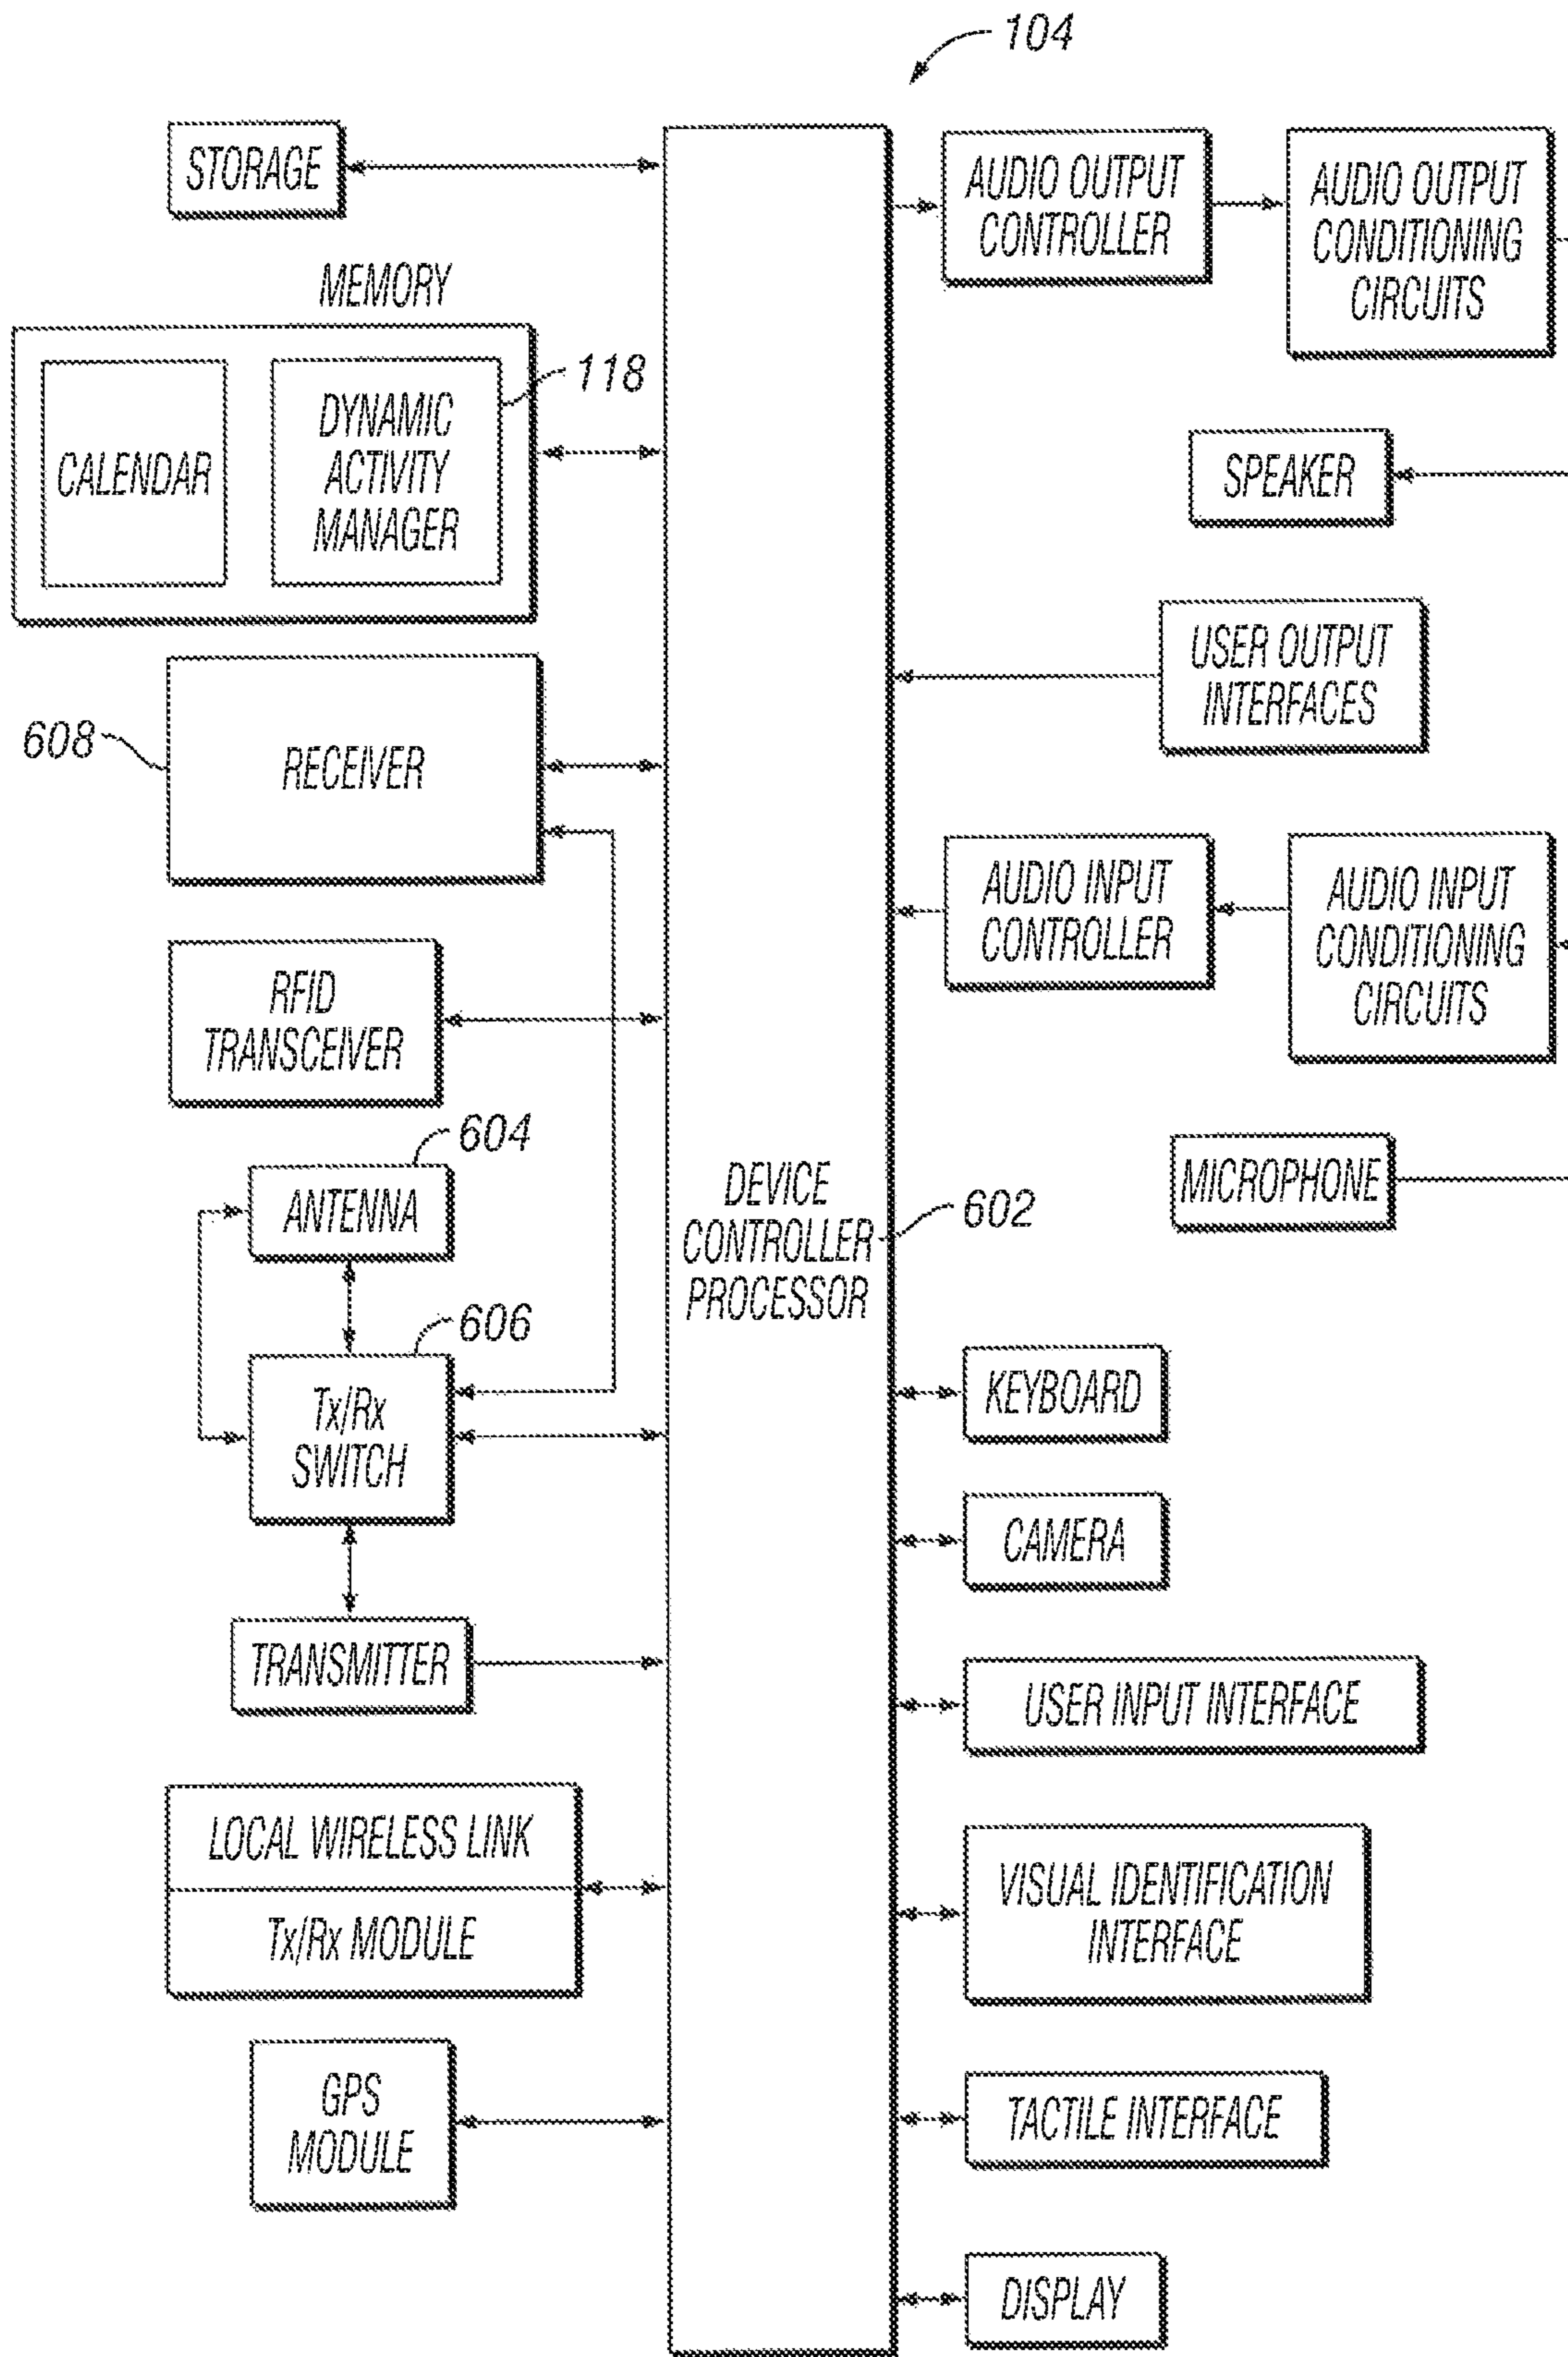 104
STORAGE
AUDIO OUTPUT
CONTROLLER
AUDIO OUTPUT
CONDITIONING
CIRCUITS
MEMORY
118
CALENDAR
DYNAMIC
ACTIVITY
MANAGER
SPEAKER
USER OUTPUT
INTERFACES
608
RECEIVER
AUDIO INPUT
CONTROLLER
AUDIO INPUT
CONDITIONING
CIRCUITS
RFID
TRANSCEIVER
604
ANTENNA
DEVICE
CONTROLLER
PROCESSOR
602
MICROPHONE
606
Tx/Rx
SWITCH
KEYBOARD
CAMERA
TRANSMITTER
USER INPUT INTERFACE
LOCAL WIRELESS LINK
Tx/Rx MODULE
VISUAL IDENTIFICATION
INTERFACE
GPS
MODULE
TACTILE INTERFACE
DISPLAY